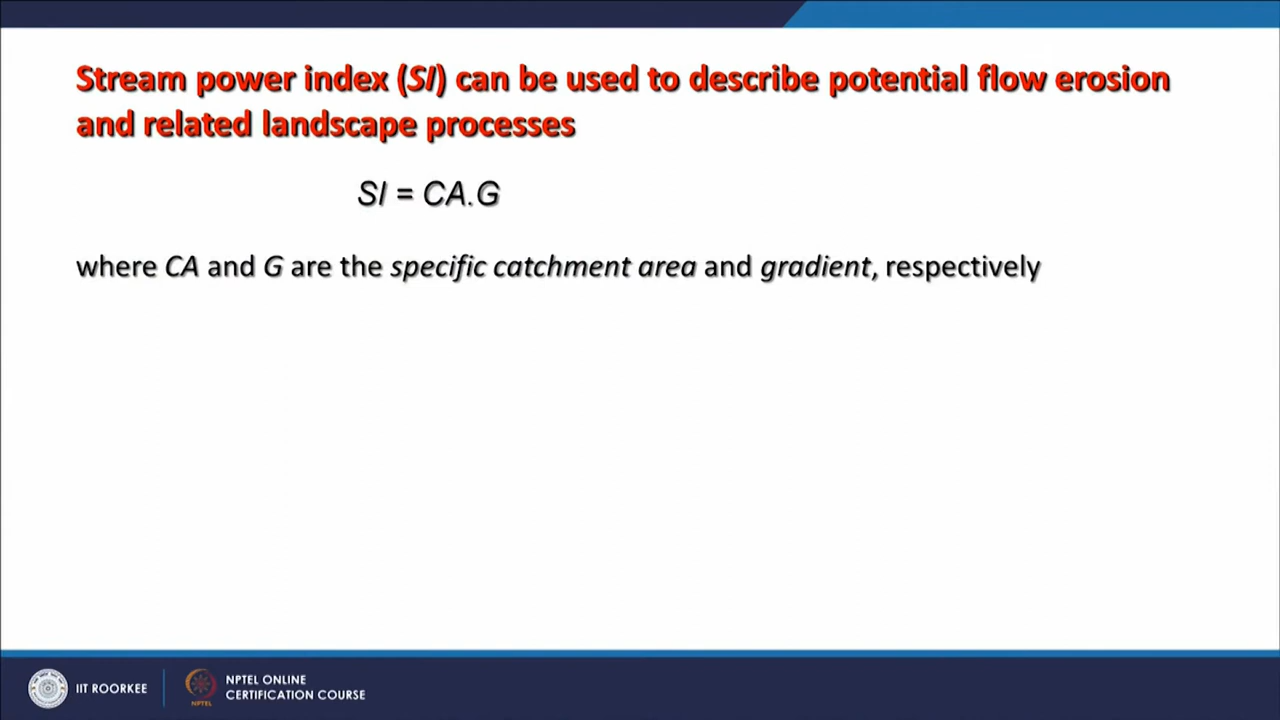 Stream power index (SI) can be used to describe potential flow erosion
and related landscape processes
SI = CA.G
where CA and G are the specific catchment area and gradient, respectively
IIT ROORKEE
NPTEL
NPTEL ONLINE
CERTIFICATION COURSE